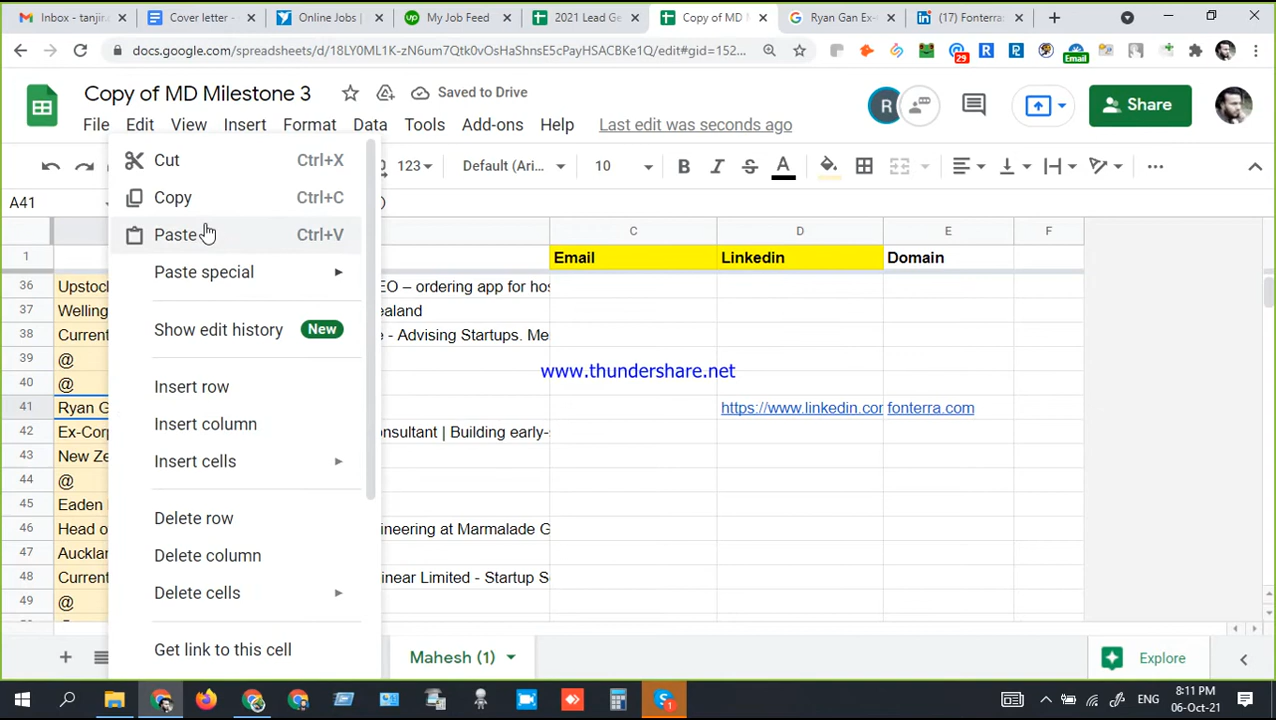 Inbox - tanjir.
Cover letter -
Online Jobs |
My Job Feed
2021 Lead Ge
Copy of MD M
Ryan Gan Ex-
(17) Fonterra:
docs.google.com/spreadsheets/d/18LY0ML1K-zN6um7Qtk0vOsHaShnsE5cPayHSACBKe1Q/edit#gid=152...
29
Email
Copy of MD Milestone 3
Saved to Drive
R
Share
File Edit View Insert Format Data Tools Add-ons Help Last edit was seconds ago
123 Default (Ari... 10 B I S A
A41
C D E F
1 Email Linkedin Domain
36 Upstoc EO – ordering app for hos
37 Welling ealand
38 Current e - Advising Startups. Me
39 @
40 @
41 Ryan G https://www.linkedin.cor fonterra.com
42 Ex-Corp onsultant | Building early-s
43 New Ze
44 @
45 Eaden
46 Head o ineering at Marmalade G
47 Aucklan
48 Current inear Limited - Startup S
49 @
Cut Ctrl+X
Copy Ctrl+C
Paste Ctrl+V
Paste special
Show edit history New
Insert row
Insert column
Insert cells
Delete row
Delete column
Delete cells
Get link to this cell
www.thundershare.net
Mahesh (1)
Explore
ENG
8:11 PM
06-Oct-21